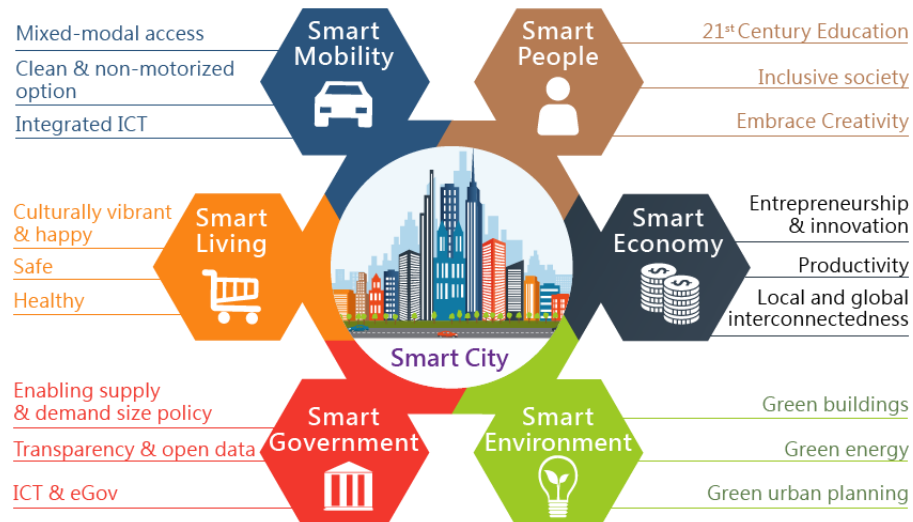 Mixed-modal access
Clean & non-motorized
option
Integrated ICT
Smart
Mobility
Smart
People
21st Century Education
Inclusive society
Embrace Creativity
Culturally vibrant
& happy
Safe
Healthy
Smart
Living
Smart
Economy
Entrepreneurship
& innovation
Productivity
Local and global
interconnectedness
Smart City
Enabling supply
& demand size policy
Transparency & open data
ICT & eGov
Smart
Government
Smart
Environment
Green buildings
Green energy
Green urban planning